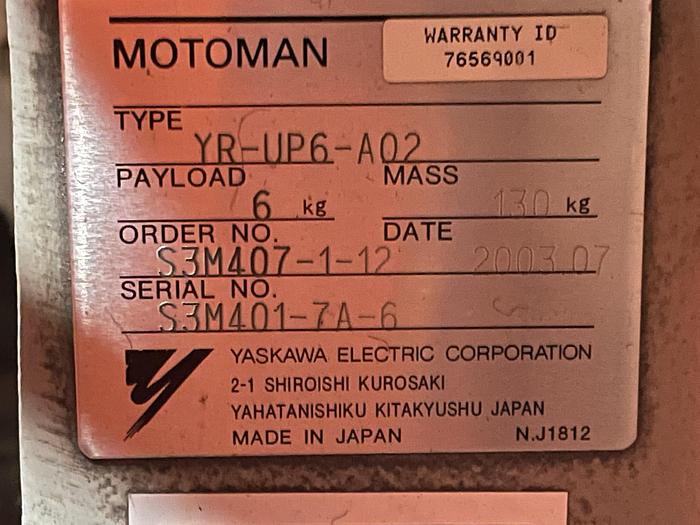 MOTOMAN
WARRANTY ID
76569001
TYPE
YR-UP6-A02
PAYLOAD
6 kg
MASS
130 kg
ORDER NO.
S3M407-1-12
DATE
2003.07
SERIAL NO.
S3M401-7A-6
YASKAWA ELECTRIC CORPORATION
2-1 SHIROISHI KUROSAKI
YAHATANISHIKU KITAKYUSHU JAPAN
MADE IN JAPAN
N.J1812